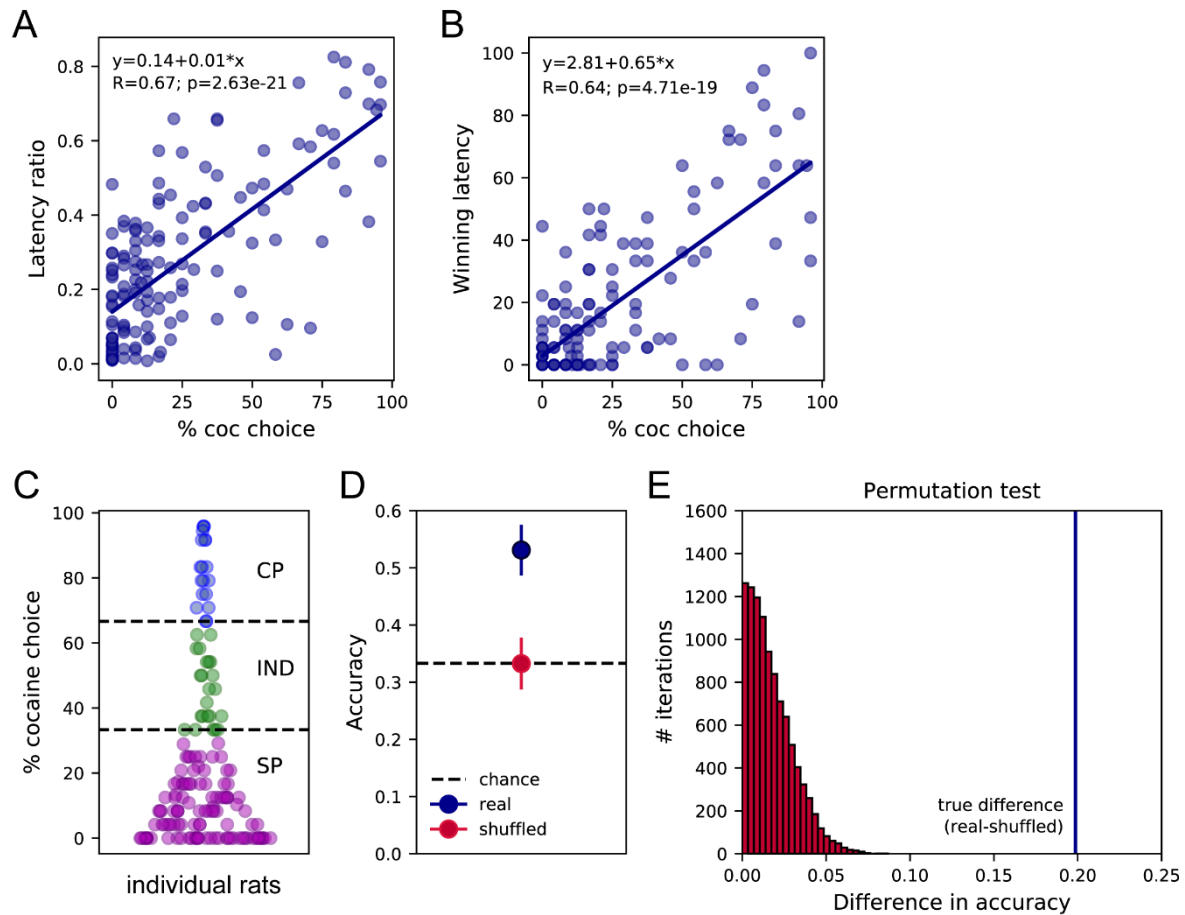 A
y=0.14+0.01*x
R=0.67; p=2.63e-21
0.8
0.6
0.4
0.2
0.0
Latency ratio
0 25 50 75 100
% coc choice
B
y=2.81+0.65*x
R=0.64; p=4.71e-19
100
80
60
40
20
0
Winning latency
0 25 50 75 100
% coc choice
C
100
80
60
40
20
0
% cocaine choice
CP
IND
SP
individual rats
D
0.6
0.5
0.4
0.3
0.2
0.1
0.0
Accuracy
chance
real
shuffled
E
Permutation test
1600
1400
1200
1000
800
600
400
200
0
# iterations
true difference
(real-shuffled)
0.00 0.05 0.10 0.15 0.20 0.25
Difference in accuracy